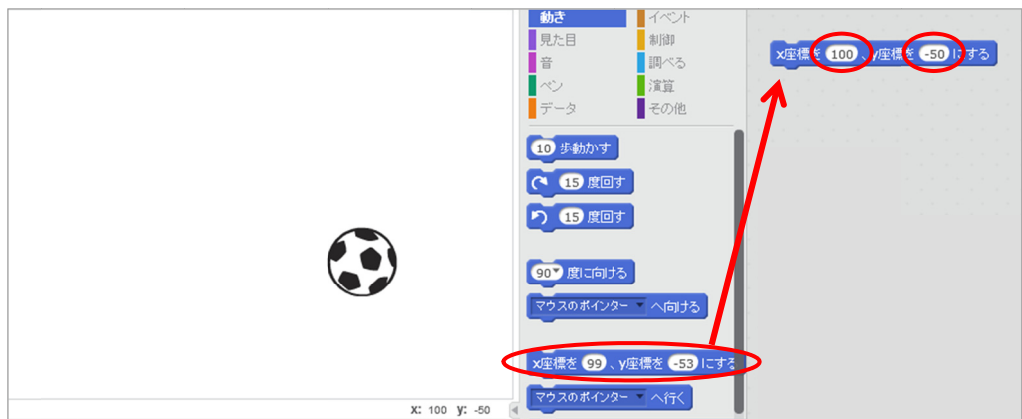 動き
イベント
見た目
制御
音
調べる
ペン
演算
データ
その他
x座標を 100 、y座標を -50 にする
10 歩動かす
15 度回す
15 度回す
90 度に向ける
マウスのポインター へ向ける
x座標を 99 、y座標を -53 にする
マウスのポインター へ行く
x: 100 y: -50